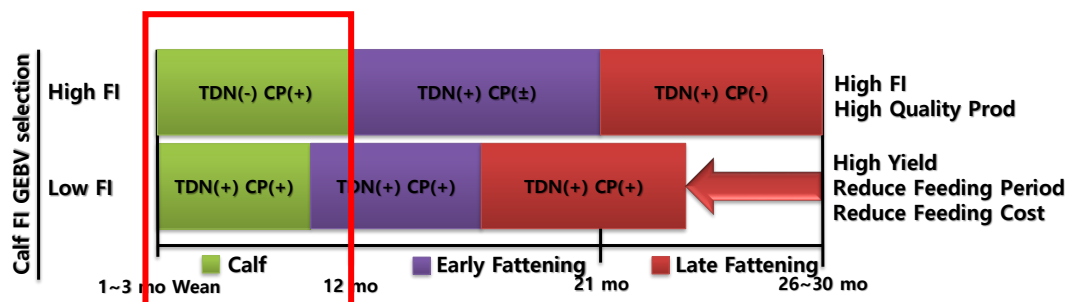 Calf FI GEBV selection
High FI
TDN(-) CP(+)
TDN(+) CP(±)
TDN(+) CP(-)
High FI
High Quality Prod
Low FI
TDN(+) CP(+)
TDN(+) CP(+)
TDN(+) CP(+)
High Yield
Reduce Feeding Period
Reduce Feeding Cost
Calf
Early Fattening
Late Fattening
1~3 mo Wean
12 mo
21 mo
26~30 mo